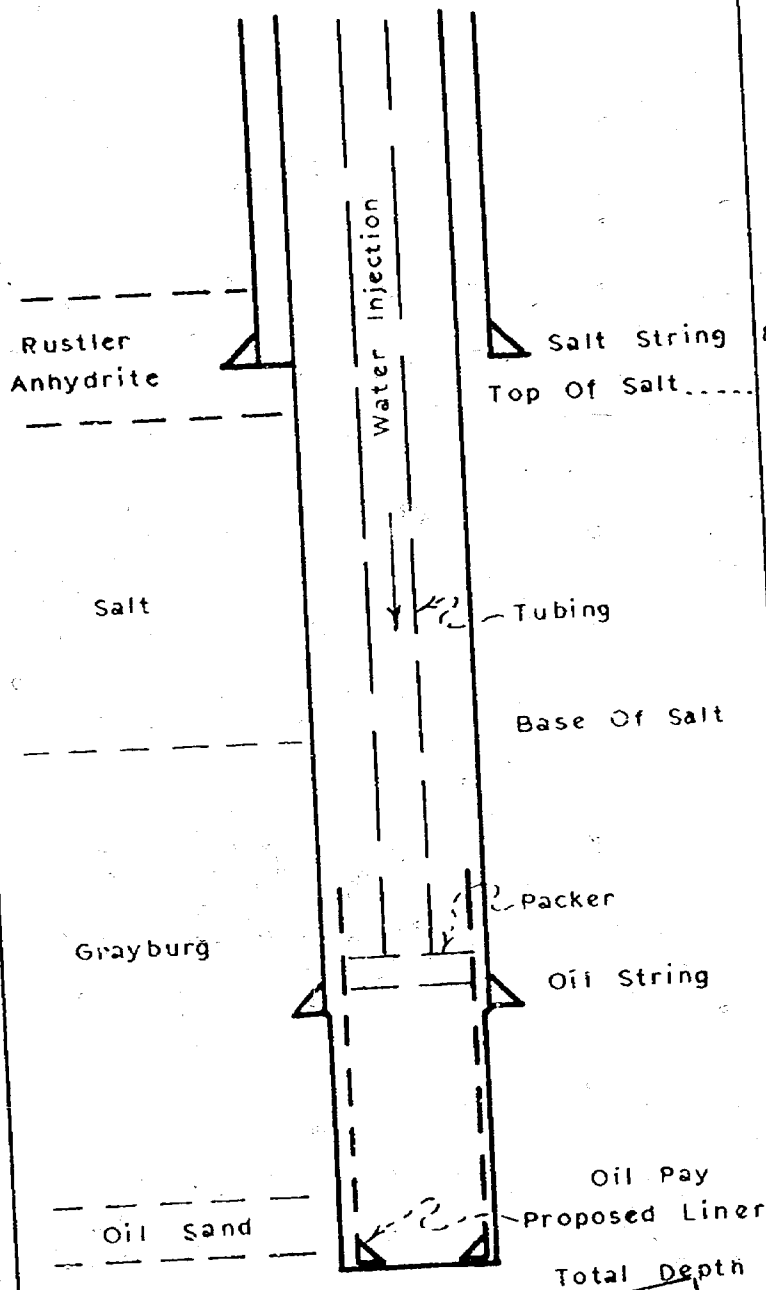 Water Injection
Rustler
Anhydrite
Salt String &
Top Of Salt.....
Salt
Tubing
Base Of Salt
Packer
Grayburg
Oil String
Oil Pay
Oil Sand
Proposed Liner
Total Depth